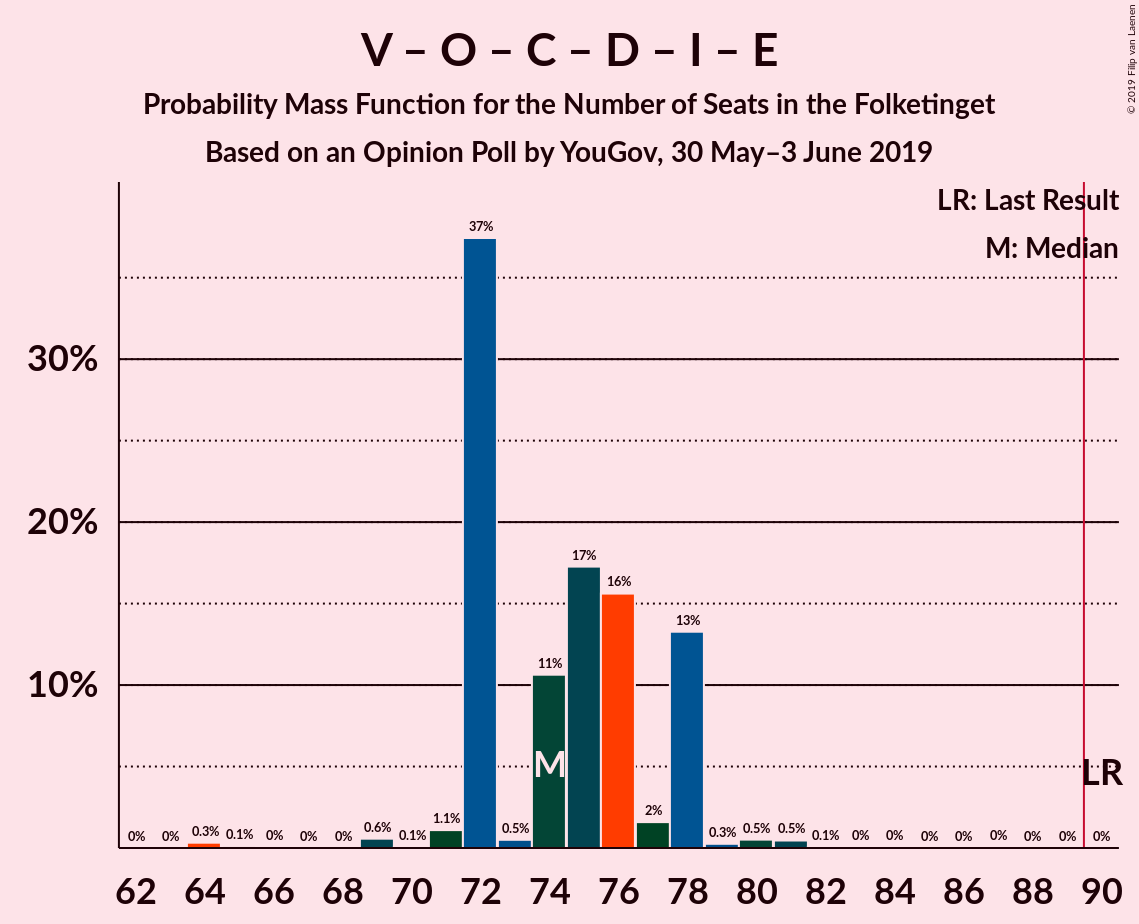 V – O – C – D – I – E
Probability Mass Function for the Number of Seats in the Folketinget
Based on an Opinion Poll by YouGov, 30 May–3 June 2019
© 2019 Filip van Laenen
LR: Last Result
M: Median
37%
30%
20%
17%
16%
13%
11%
10%
M
LR
0% 0% 0.3% 0.1% 0% 0% 0% 0.6% 0.1% 1.1% 0.5% 2% 0.3% 0.5% 0.5% 0.1% 0% 0% 0% 0% 0% 0% 0% 0%
62 64 66 68 70 72 74 76 78 80 82 84 86 88 90